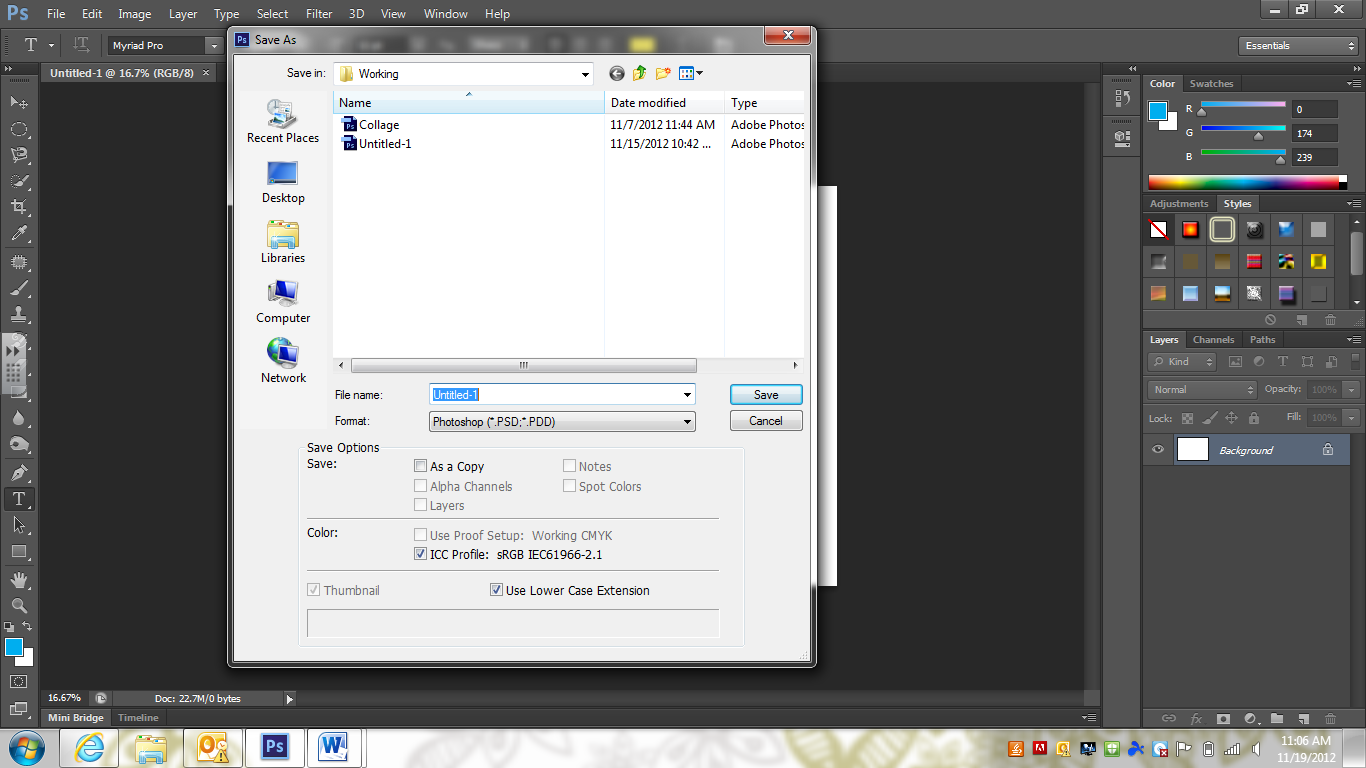 Ps File Edit Image Layer Type Select Filter 3D View Window Help
T Myriad Pro Essentials
Ps Save As
Untitled-1 @ 16.7% (RGB/8) ×
Save in: Working
Name Date modified Type
Collage 11/7/2012 11:44 AM Adobe Photos
Untitled-1 11/15/2012 10:42 ... Adobe Photos
Recent Places
Desktop
Libraries
Computer
Network
File name: Untitled-1 Save
Format: Photoshop (*.PSD;*.PDD) Cancel
Save Options
Save: As a Copy Notes
Alpha Channels Spot Colors
Layers
Color: Use Proof Setup: Working CMYK
ICC Profile: sRGB IEC61966-2.1
Thumbnail Use Lower Case Extension
Color Swatches
R 0
G 174
B 239
Adjustments Styles
Layers Channels Paths
Kind
Normal Opacity: 100%
Lock: Fill: 100%
Background
16.67% Doc: 22.7M/0 bytes
Mini Bridge Timeline
11:06 AM
11/19/2012